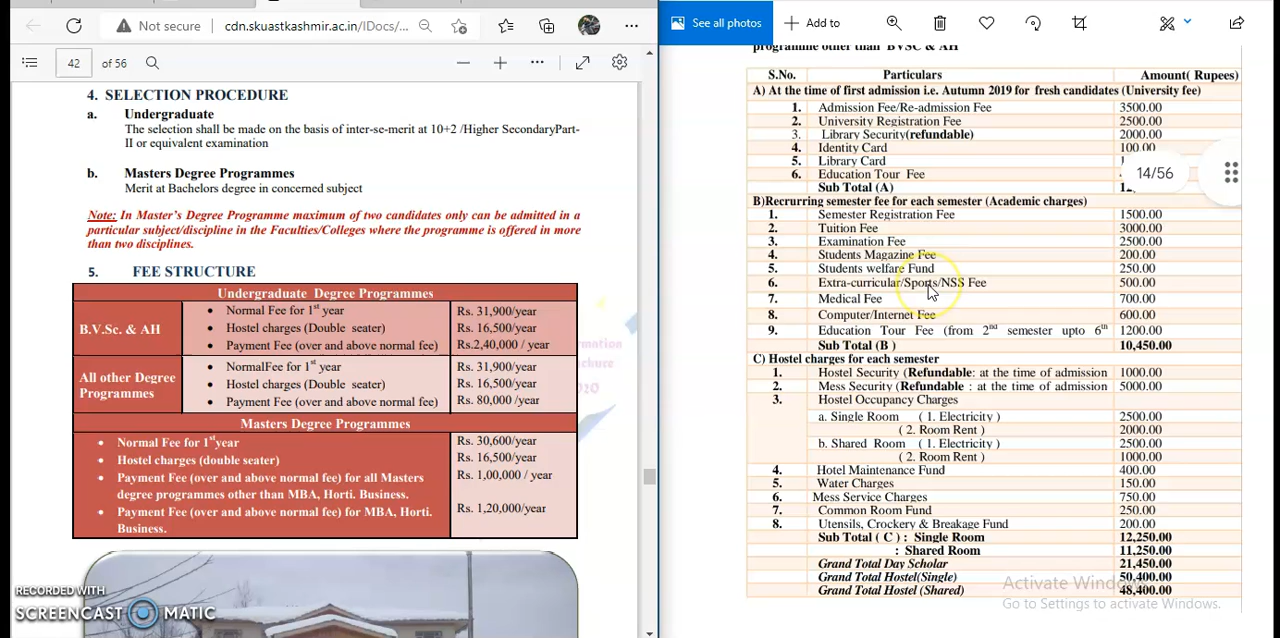 Not secure
cdn.skuastkashmir.ac.in/IDocs/...
42 of 56
4. SELECTION PROCEDURE
a. Undergraduate
The selection shall be made on the basis of inter-se-merit at 10+2 /Higher SecondaryPart-
II or equivalent examination
b. Masters Degree Programmes
Merit at Bachelors degree in concerned subject
Note: In Master's Degree Programme maximum of two candidates only can be admitted in a
particular subject/discipline in the Faculties/Colleges where the programme is offered in more
than two disciplines.
5. FEE STRUCTURE
Undergraduate Degree Programmes
B.V.Sc. & AH
• Normal Fee for 1st year Rs. 31,900/year
• Hostel charges (Double seater) Rs. 16,500/year
• Payment Fee (over and above normal fee) Rs.2,40,000 / year
All other Degree
Programmes
• NormalFee for 1st year Rs. 31,900/year
• Hostel charges (Double seater) Rs. 16,500/year
• Payment Fee (over and above normal fee) Rs. 80,000 /year
Masters Degree Programmes
• Normal Fee for 1styear Rs. 30,600/year
• Hostel charges (double seater) Rs. 16,500/year
• Payment Fee (over and above normal fee) for all Masters Rs. 1,00,000 / year
degree programmes other than MBA, Horti. Business.
• Payment Fee (over and above normal fee) for MBA, Horti. Rs. 1,20,000/year
Business.
RECORDED WITH
SCREENCAST MATIC
See all photos
Add to
programme other than BVSC & AH
S.No. Particulars Amount( Rupees)
A) At the time of first admission i.e. Autumn 2019 for fresh candidates (University fee)
1. Admission Fee/Re-admission Fee 3500.00
2. University Registration Fee 2500.00
3. Library Security(refundable) 2000.00
4. Identity Card 100.00
5. Library Card
6. Education Tour Fee
Sub Total (A)
14/56
B)Recrurring semester fee for each semester (Academic charges)
1. Semester Registration Fee 1500.00
2. Tuition Fee 3000.00
3. Examination Fee 2500.00
4. Students Magazine Fee 200.00
5. Students welfare Fund 250.00
6. Extra-curricular/Sports/NSS Fee 500.00
7. Medical Fee 700.00
8. Computer/Internet Fee 600.00
9. Education Tour Fee (from 2nd semester upto 6th 1200.00
Sub Total (B ) 10,450.00
C) Hostel charges for each semester
1. Hostel Security (Refundable: at the time of admission 1000.00
2. Mess Security (Refundable : at the time of admission 5000.00
3. Hostel Occupancy Charges
a. Single Room ( 1. Electricity ) 2500.00
( 2. Room Rent ) 2000.00
b. Shared Room ( 1. Electricity ) 2500.00
( 2. Room Rent ) 1000.00
4. Hotel Maintenance Fund 400.00
5. Water Charges 150.00
6. Mess Service Charges 750.00
7. Common Room Fund 250.00
8. Utensils, Crockery & Breakage Fund 200.00
Sub Total ( C ) : Single Room 12,250.00
: Shared Room 11,250.00
Grand Total Day Scholar 21,450.00
Grand Total Hostel(Single) 50,400.00
Grand Total Hostel (Shared) 48,400.00
Activate Windows
Go to Settings to activate Windows.